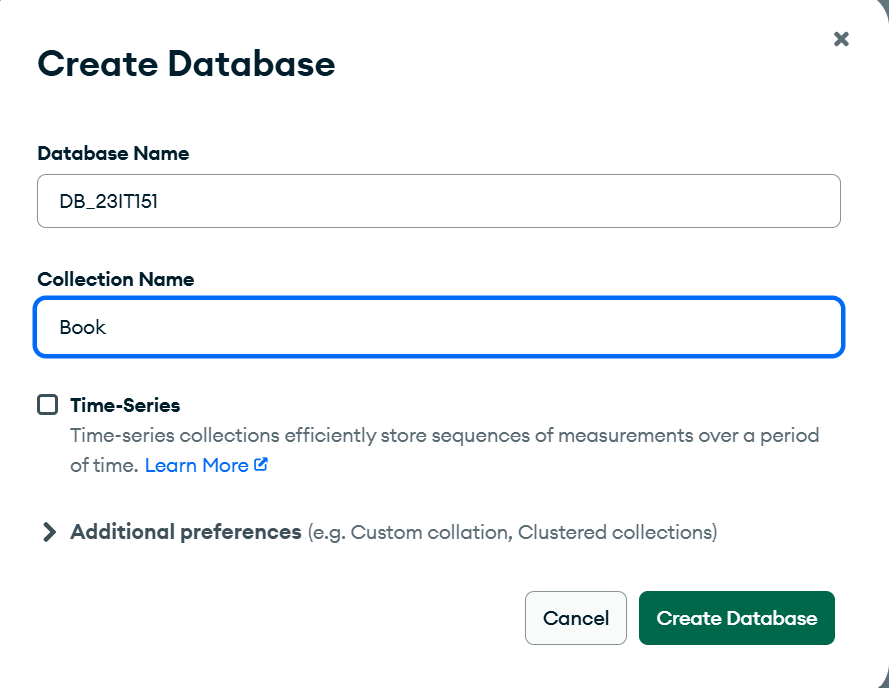 Create Database
Database Name
DB_23IT151
Collection Name
Book
Time-Series
Time-series collections efficiently store sequences of measurements over a period
of time. Learn More
Additional preferences (e.g. Custom collation, Clustered collections)
Cancel
Create Database